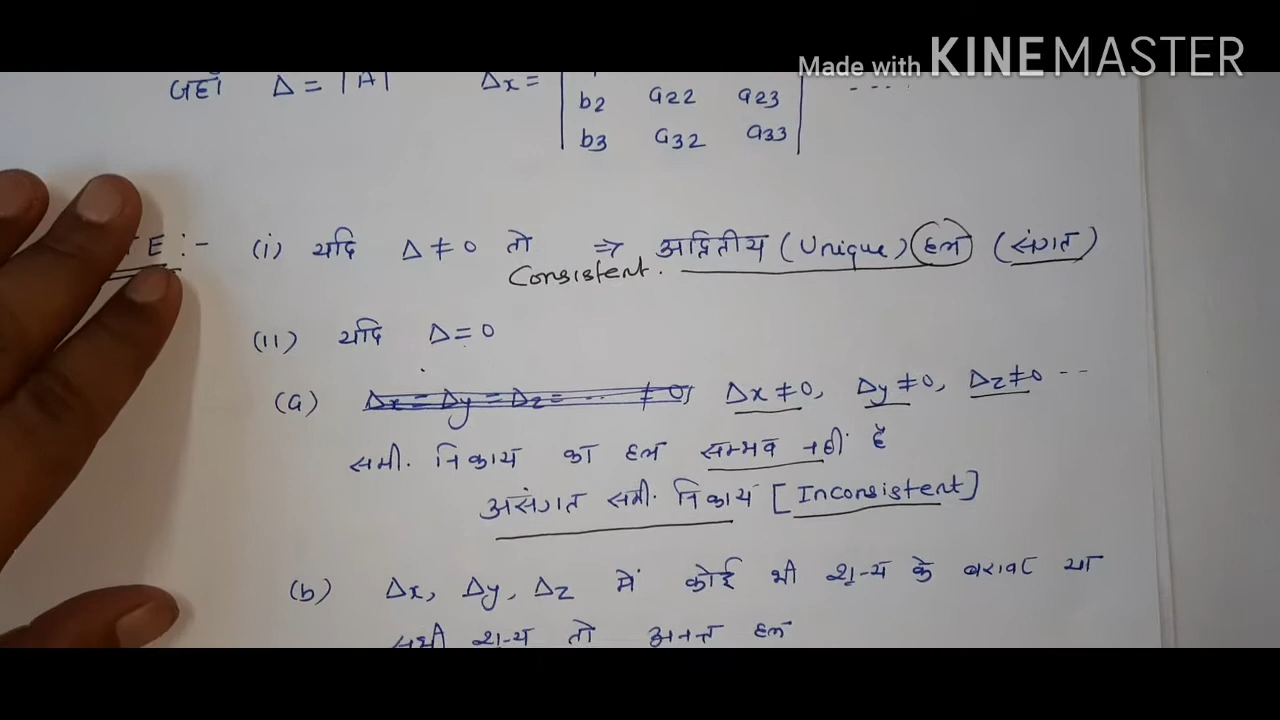 Made with KINEMASTER
जहाँ Δ = |A| Δx = | b2 a22 a23 | ----
b3 a32 a33
TE :- (i) यदि Δ ≠ 0 तो ⇒ अद्वितीय (Unique) हल (संगत)
Consistent.
(ii) यदि Δ = 0
(a) Δx = Δy = Δz = ... ≠ 0, Δx ≠ 0, Δy ≠ 0, Δz ≠ 0 --
समी. निकाय का हल सम्भव नहीं है
असंगत समी. निकाय [Inconsistent]
(b) Δx, Δy, Δz में कोई भी शून्य के बराबर या
सभी शून्य तो अनन्त हल